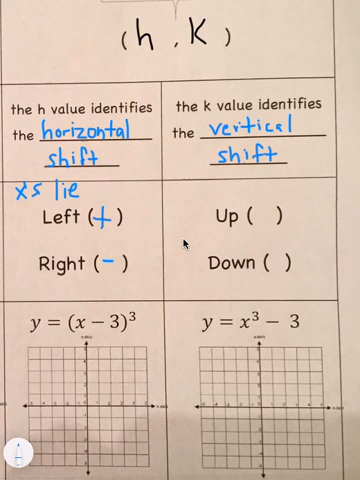 (h, K)
the h value identifies
the horizontal
shift
the k value identifies
the vertical
shift
x's lie
Left (+)
Right (-)
Up ( )
Down ( )
y = (x − 3)³
y = x³ − 3